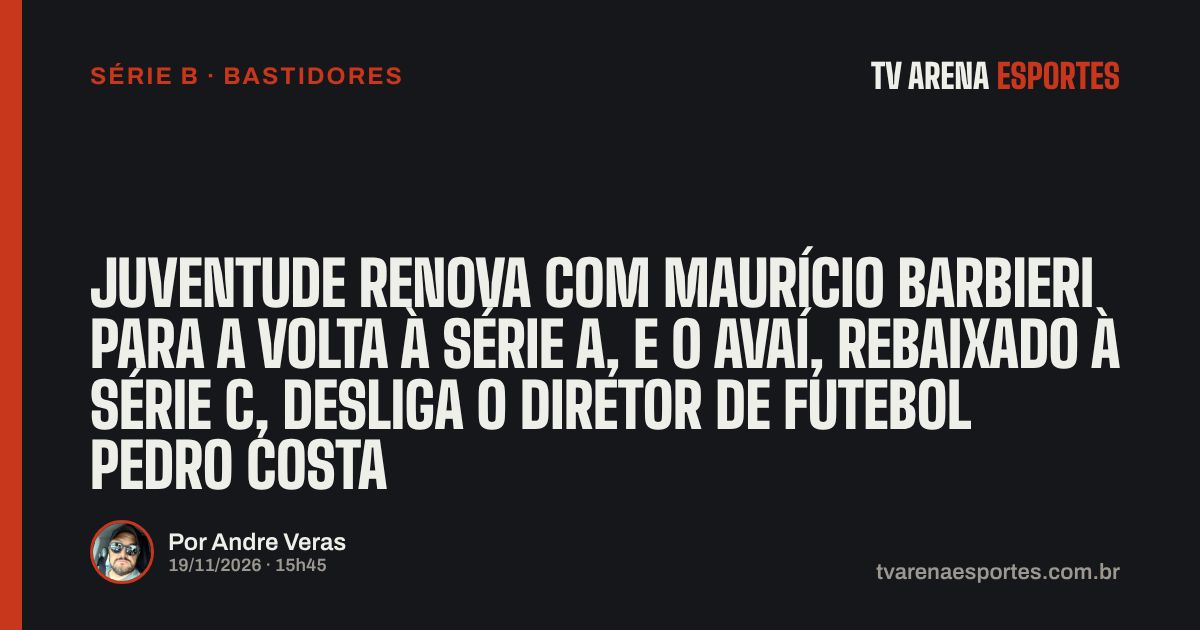 SÉRIE B · BASTIDORES
TV ARENA ESPORTES
JUVENTUDE RENOVA COM MAURÍCIO BARBIERI
PARA A VOLTA À SÉRIE A, E O AVAÍ, REBAIXADO À
SÉRIE C, DESLIGA O DIRETOR DE FUTEBOL
PEDRO COSTA
Por Andre Veras
19/11/2026 · 15h45
tvarenaesportes.com.br